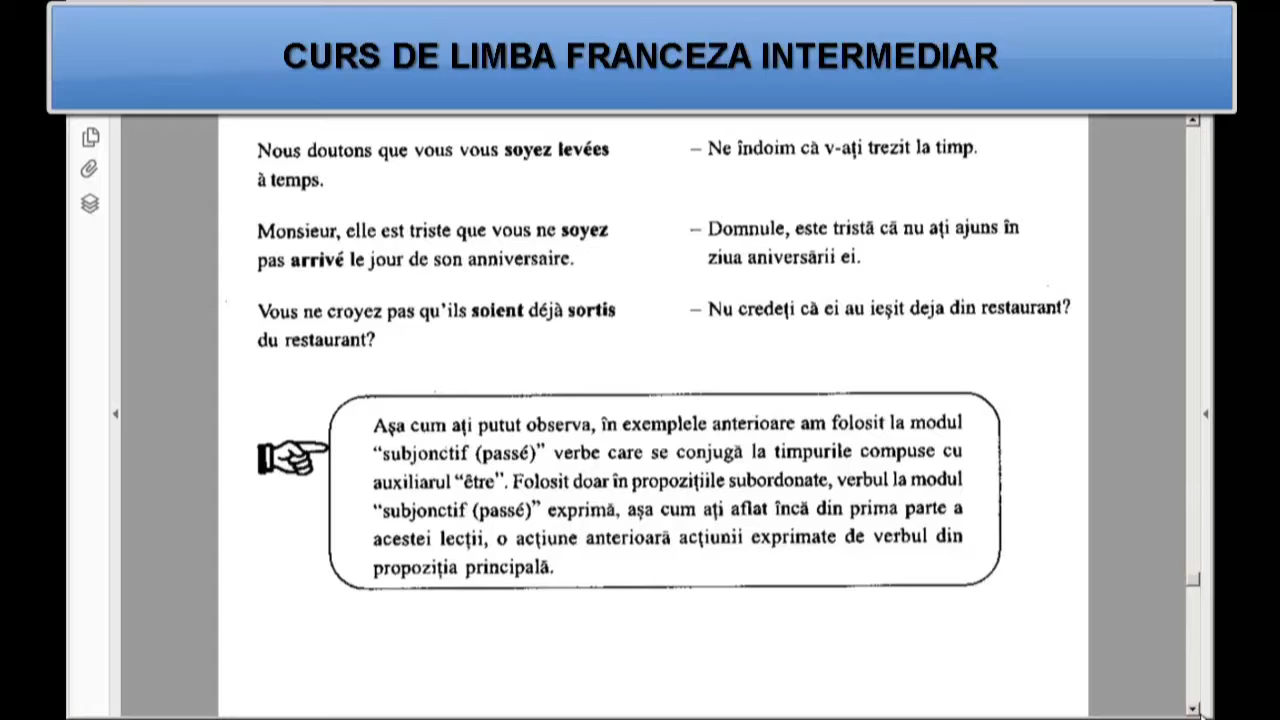 CURS DE LIMBA FRANCEZA INTERMEDIAR
Nous doutons que vous vous soyez levées
à temps.
– Ne îndoim că v-ați trezit la timp.
Monsieur, elle est triste que vous ne soyez
pas arrivé le jour de son anniversaire.
– Domnule, este tristă că nu ați ajuns în
ziua aniversării ei.
Vous ne croyez pas qu'ils soient déjà sortis
du restaurant?
– Nu credeți că ei au ieșit deja din restaurant?
Așa cum ați putut observa, în exemplele anterioare am folosit la modul
“subjonctif (passé)” verbe care se conjugă la timpurile compuse cu
auxiliarul “être”. Folosit doar în propozițiile subordonate, verbul la modul
“subjonctif (passé)” exprimă, așa cum ați aflat încă din prima parte a
acestei lecții, o acțiune anterioară acțiunii exprimate de verbul din
propoziția principală.